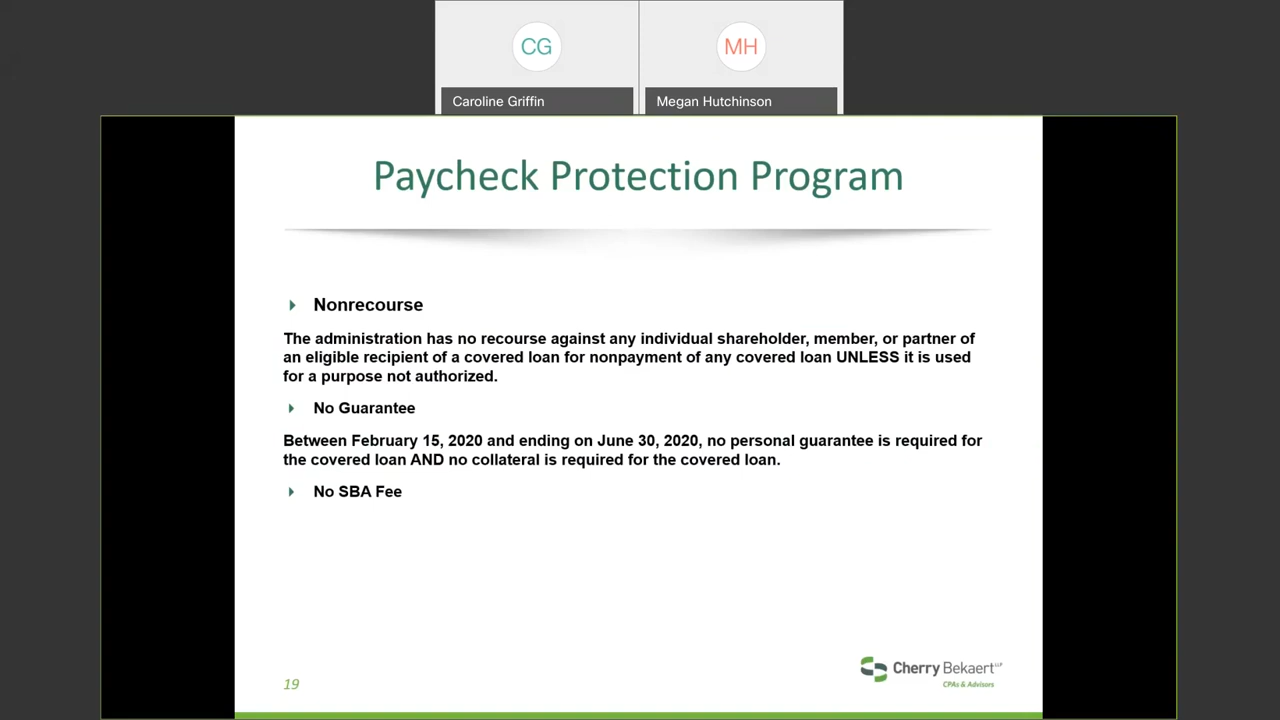 CG
MH
Caroline Griffin
Megan Hutchinson
Paycheck Protection Program
Nonrecourse
The administration has no recourse against any individual shareholder, member, or partner of
an eligible recipient of a covered loan for nonpayment of any covered loan UNLESS it is used
for a purpose not authorized.
No Guarantee
Between February 15, 2020 and ending on June 30, 2020, no personal guarantee is required for
the covered loan AND no collateral is required for the covered loan.
No SBA Fee
Cherry Bekaert LLP
CPAs & Advisors
19